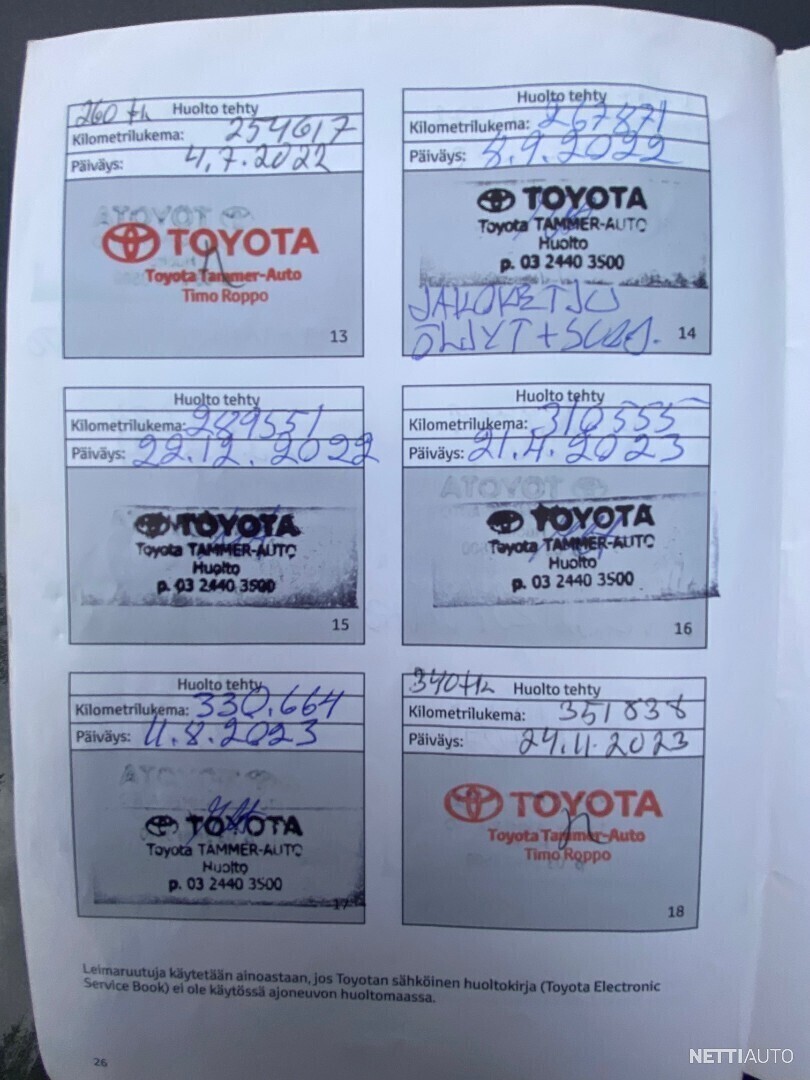 260 tk Huolto tehty
Kilometrilukema: 254617
Päiväys: 4.7.2022
TOYOTA
Toyota Tammer-Auto
Timo Roppo
13
Huolto tehty
Kilometrilukema: 267871
Päiväys: 8.9.2022
TOYOTA
Toyota TAMMER-AUTO
Huolto
p. 03 2440 3500
JAKOKETJU
ÖLJYT + SUOD.
14
Huolto tehty
Kilometrilukema: 289551
Päiväys: 22.12.2022
TOYOTA
Toyota TAMMER-AUTO
Huolto
p. 03 2440 3500
15
Huolto tehty
Kilometrilukema: 310555
Päiväys: 21.4.2023
TOYOTA
Toyota TAMMER-AUTO
Huolto
p. 03 2440 3500
16
Huolto tehty
Kilometrilukema: 330.664
Päiväys: 11.8.2023
TOYOTA
Toyota TAMMER-AUTO
Huolto
p. 03 2440 3500
17
340 tk Huolto tehty
Kilometrilukema: 351838
Päiväys: 24.11.2023
TOYOTA
Toyota Tammer-Auto
Timo Roppo
18
Leimaruutuja käytetään ainoastaan, jos Toyotan sähköinen huoltokirja (Toyota Electronic
Service Book) ei ole käytössä ajoneuvon huoltomaassa.
26
NETTIAUTO